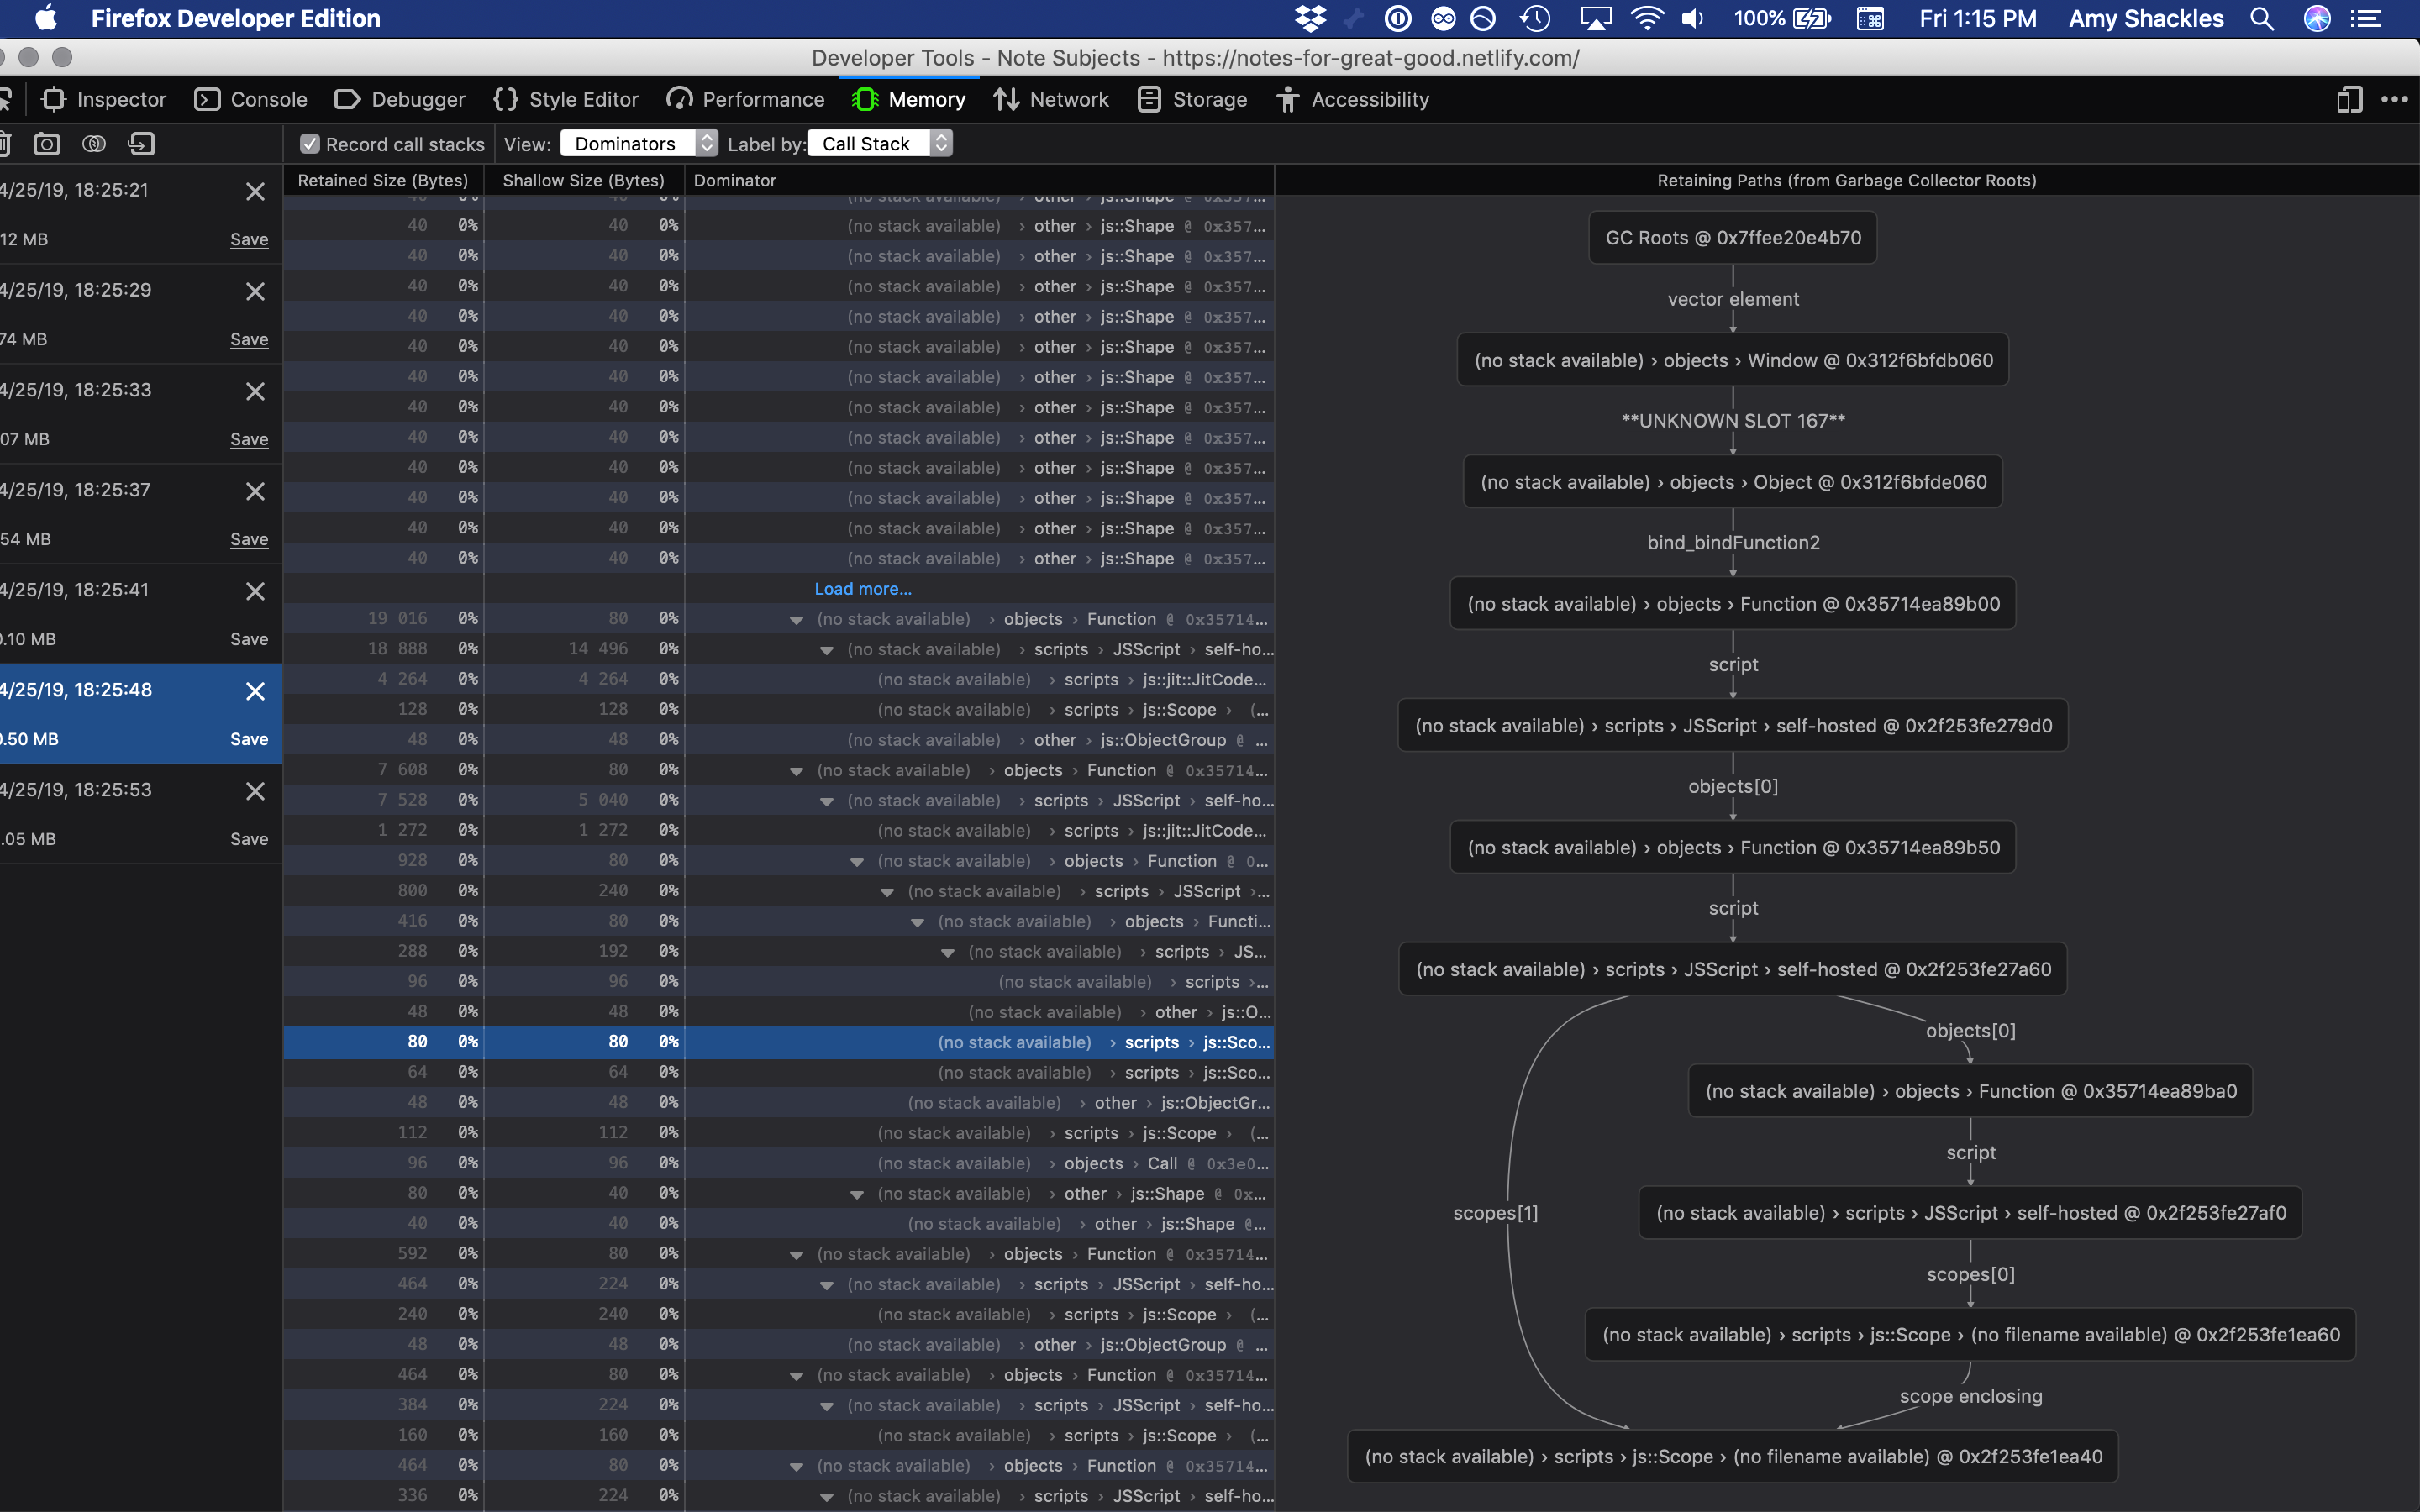 Firefox Developer Edition 100% Fri 1:15 PM Amy Shackles
Developer Tools - Note Subjects - https://notes-for-great-good.netlify.com/
Inspector Console Debugger Style Editor Performance Memory Network Storage Accessibility
Record call stacks View: Dominators Label by: Call Stack
4/25/19, 18:25:21
12 MB Save
4/25/19, 18:25:29
74 MB Save
4/25/19, 18:25:33
07 MB Save
4/25/19, 18:25:37
54 MB Save
4/25/19, 18:25:41
0.10 MB Save
4/25/19, 18:25:48
0.50 MB Save
4/25/19, 18:25:53
.05 MB Save
Retained Size (Bytes) Shallow Size (Bytes) Dominator
40 0% 40 0% (no stack available) › other › js::Shape @ 0x357...
40 0% 40 0% (no stack available) › other › js::Shape @ 0x357...
40 0% 40 0% (no stack available) › other › js::Shape @ 0x357...
40 0% 40 0% (no stack available) › other › js::Shape @ 0x357...
40 0% 40 0% (no stack available) › other › js::Shape @ 0x357...
40 0% 40 0% (no stack available) › other › js::Shape @ 0x357...
40 0% 40 0% (no stack available) › other › js::Shape @ 0x357...
40 0% 40 0% (no stack available) › other › js::Shape @ 0x357...
40 0% 40 0% (no stack available) › other › js::Shape @ 0x357...
40 0% 40 0% (no stack available) › other › js::Shape @ 0x357...
40 0% 40 0% (no stack available) › other › js::Shape @ 0x357...
40 0% 40 0% (no stack available) › other › js::Shape @ 0x357...
40 0% 40 0% (no stack available) › other › js::Shape @ 0x357...
Load more...
19 016 0% 80 0% (no stack available) › objects › Function @ 0x35714...
18 888 0% 14 496 0% (no stack available) › scripts › JSScript › self-ho...
4 264 0% 4 264 0% (no stack available) › scripts › js::jit::JitCode...
128 0% 128 0% (no stack available) › scripts › js::Scope › (...
48 0% 48 0% (no stack available) › other › js::ObjectGroup @ ...
7 608 0% 80 0% (no stack available) › objects › Function @ 0x35714...
7 528 0% 5 040 0% (no stack available) › scripts › JSScript › self-ho...
1 272 0% 1 272 0% (no stack available) › scripts › js::jit::JitCode...
928 0% 80 0% (no stack available) › objects › Function @ 0...
800 0% 240 0% (no stack available) › scripts › JSScript ›...
416 0% 80 0% (no stack available) › objects › Functi...
288 0% 192 0% (no stack available) › scripts › JS...
96 0% 96 0% (no stack available) › scripts ›...
48 0% 48 0% (no stack available) › other › js::O...
80 0% 80 0% (no stack available) › scripts › js::Sco...
64 0% 64 0% (no stack available) › scripts › js::Sco...
48 0% 48 0% (no stack available) › other › js::ObjectGr...
112 0% 112 0% (no stack available) › scripts › js::Scope › (...
96 0% 96 0% (no stack available) › objects › Call @ 0x3e0...
80 0% 40 0% (no stack available) › other › js::Shape @ 0x...
40 0% 40 0% (no stack available) › other › js::Shape @...
592 0% 80 0% (no stack available) › objects › Function @ 0x35714...
464 0% 224 0% (no stack available) › scripts › JSScript › self-ho...
240 0% 240 0% (no stack available) › scripts › js::Scope › (...
48 0% 48 0% (no stack available) › other › js::ObjectGroup @ ...
464 0% 80 0% (no stack available) › objects › Function @ 0x35714...
384 0% 224 0% (no stack available) › scripts › JSScript › self-ho...
160 0% 160 0% (no stack available) › scripts › js::Scope › (...
464 0% 80 0% (no stack available) › objects › Function @ 0x35714...
336 0% 224 0% (no stack available) › scripts › JSScript › self-ho...
Retaining Paths (from Garbage Collector Roots)
GC Roots @ 0x7ffee20e4b70
vector element
(no stack available) › objects › Window @ 0x312f6bfdb060
**UNKNOWN SLOT 167**
(no stack available) › objects › Object @ 0x312f6bfde060
bind_bindFunction2
(no stack available) › objects › Function @ 0x35714ea89b00
script
(no stack available) › scripts › JSScript › self-hosted @ 0x2f253fe279d0
objects[0]
(no stack available) › objects › Function @ 0x35714ea89b50
script
(no stack available) › scripts › JSScript › self-hosted @ 0x2f253fe27a60
objects[0]
(no stack available) › objects › Function @ 0x35714ea89ba0
script
scopes[1]
(no stack available) › scripts › JSScript › self-hosted @ 0x2f253fe27af0
scopes[0]
(no stack available) › scripts › js::Scope › (no filename available) @ 0x2f253fe1ea60
scope enclosing
(no stack available) › scripts › js::Scope › (no filename available) @ 0x2f253fe1ea40